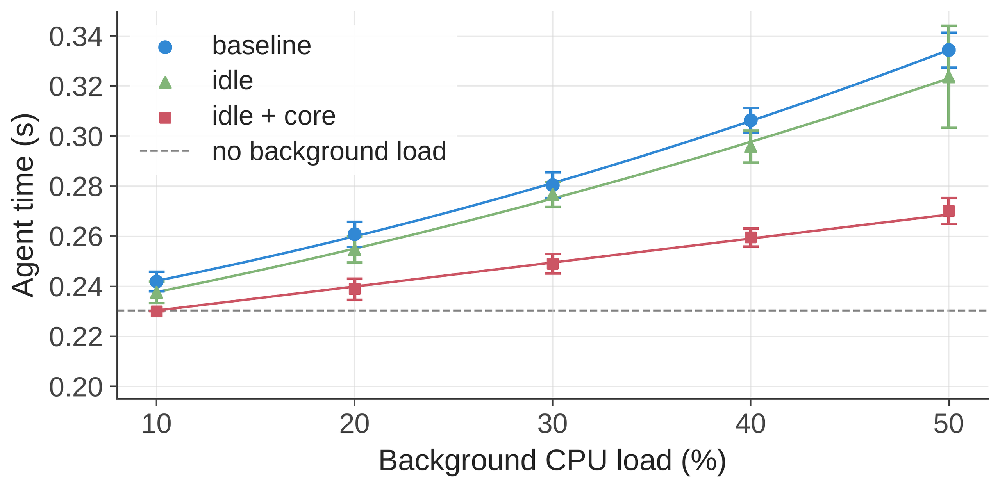 0.34
0.32
0.30
0.28
0.26
0.24
0.22
0.20
Agent time (s)
baseline
idle
idle + core
no background load
10 20 30 40 50
Background CPU load (%)